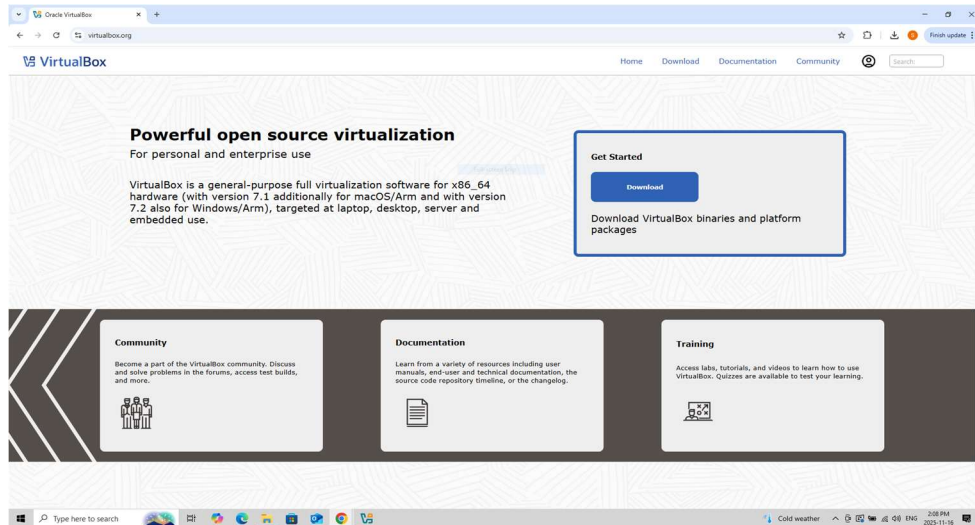 Oracle VirtualBox
virtualbox.org
S
Finish update
VirtualBox
Home Download Documentation Community Search
Powerful open source virtualization
For personal and enterprise use
VirtualBox is a general-purpose full virtualization software for x86_64
hardware (with version 7.1 additionally for macOS/Arm and with version
7.2 also for Windows/Arm), targeted at laptop, desktop, server and
embedded use.
Get Started
Download
Download VirtualBox binaries and platform
packages
Community
Become a part of the VirtualBox community. Discuss
and solve problems in the forums, access test builds,
and more.
Documentation
Learn from a variety of resources including user
manuals, end-user and technical documentation, the
source code repository timeline, or the changelog.
Training
Access labs, tutorials, and videos to learn how to use
VirtualBox. Quizzes are available to test your learning.
Type here to search
Cold weather
ENG
2:08 PM
2025-11-16